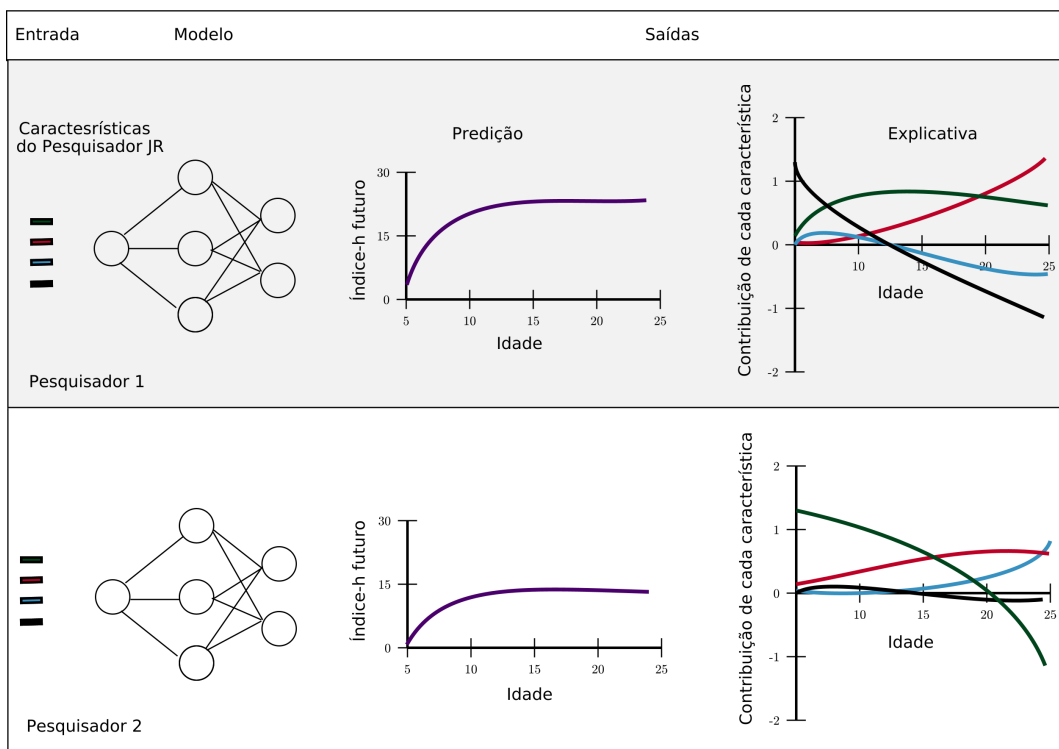 Entrada
Modelo
Saídas
Caractesrísticas
do Pesquisador JR
Predição
Índice-h futuro
30
15
0
5
10
15
20
25
Idade
Explicativa
Contribuição de cada característica
2
1
0
-1
-2
10
15
20
25
Idade
Pesquisador 1
Índice-h futuro
30
15
0
5
10
15
20
25
Idade
Contribuição de cada característica
2
1
0
-1
-2
10
15
20
25
Idade
Pesquisador 2